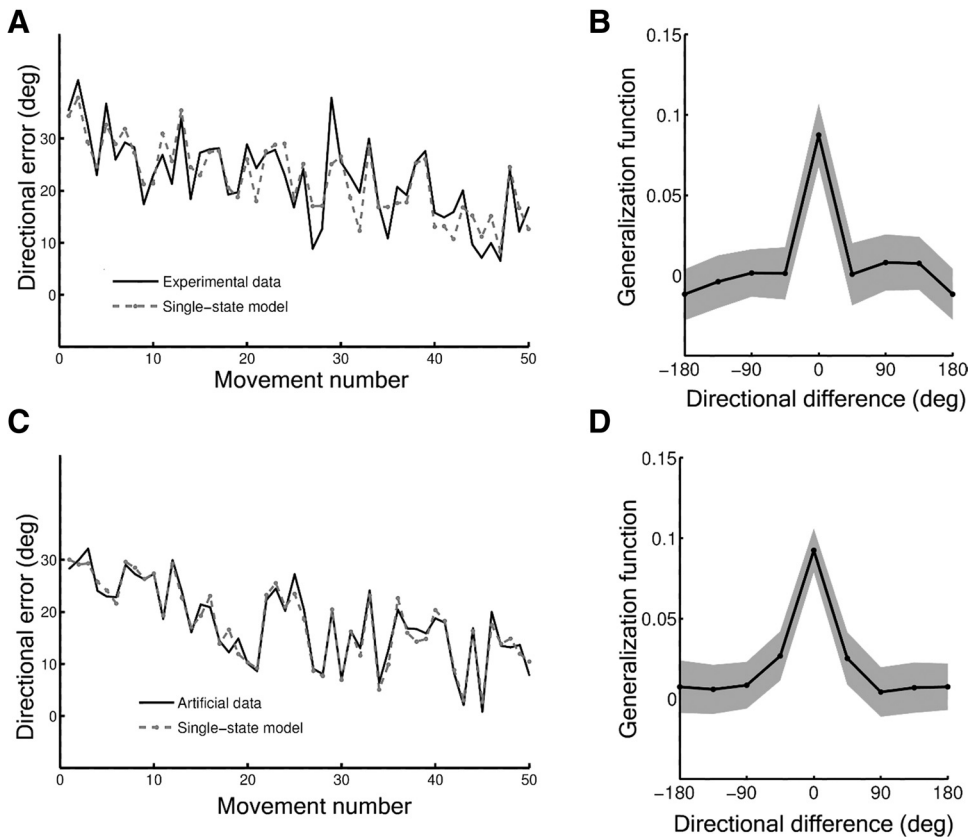 A
Directional error (deg)
30
20
10
0
Experimental data
Single-state model
0 10 20 30 40 50
Movement number
B
Generalization function
0.15
0.1
0.05
0
-180 -90 0 90 180
Directional difference (deg)
C
Directional error (deg)
30
20
10
0
Artificial data
Single-state model
0 10 20 30 40 50
Movement number
D
Generalization function
0.15
0.1
0.05
0
-180 -90 0 90 180
Directional difference (deg)